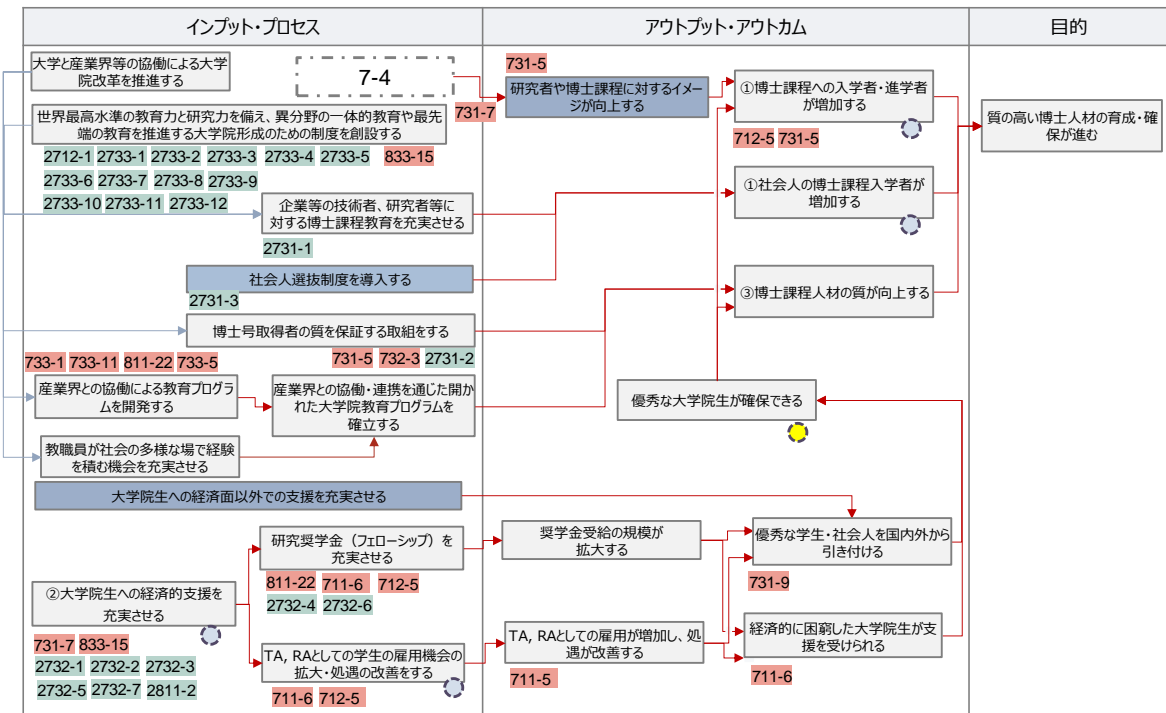 インプット・プロセス
アウトプット・アウトカム
目的
大学と産業界等の協働による大学
院改革を推進する
7-4
731-7
世界最高水準の教育力と研究力を備え、異分野の一体的教育や最先
端の教育を推進する大学院形成のための制度を創設する
2712-1 2733-1 2733-2 2733-3 2733-4 2733-5 833-15
2733-6 2733-7 2733-8 2733-9
2733-10 2733-11 2733-12
企業等の技術者、研究者等に
対する博士課程教育を充実させる
2731-1
社会人選抜制度を導入する
2731-3
博士号取得者の質を保証する取組をする
731-5 732-3 2731-2
733-1 733-11 811-22 733-5
産業界との協働による教育プログラ
ムを開発する
産業界との協働・連携を通じた開か
れた大学院教育プログラムを
確立する
教職員が社会の多様な場で経験
を積む機会を充実させる
大学院生への経済面以外での支援を充実させる
研究奨学金（フェローシップ）を
充実させる
811-22 711-6 712-5
2732-4 2732-6
②大学院生への経済的支援を
充実させる
731-7 833-15
2732-1 2732-2 2732-3
2732-5 2732-7 2811-2
TA, RAとしての学生の雇用機会の
拡大・処遇の改善をする
711-6 712-5
731-5
研究者や博士課程に対するイメー
ジが向上する
①博士課程への入学者・進学者
が増加する
712-5 731-5
①社会人の博士課程入学者が
増加する
③博士課程人材の質が向上する
優秀な大学院生が確保できる
奨学金受給の規模が
拡大する
優秀な学生・社会人を国内外から
引き付ける
731-9
TA, RAとしての雇用が増加し、処
遇が改善する
711-5
経済的に困窮した大学院生が支
援を受けられる
711-6
質の高い博士人材の育成・確
保が進む